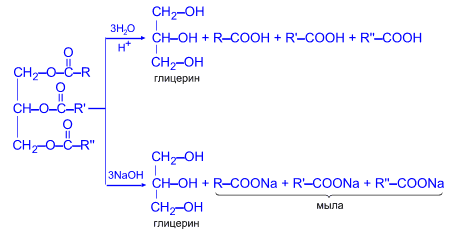 CH₂–OH
3H₂O
H⁺
CH–OH + R–COOH + R'–COOH + R"–COOH
CH₂–OH
глицерин
O
CH₂–O–C–R
O
CH–O–C–R'
O
CH₂–O–C–R"
CH₂–OH
3NaOH
CH–OH + R–COONa + R'–COONa + R"–COONa
CH₂–OH
мыла
глицерин